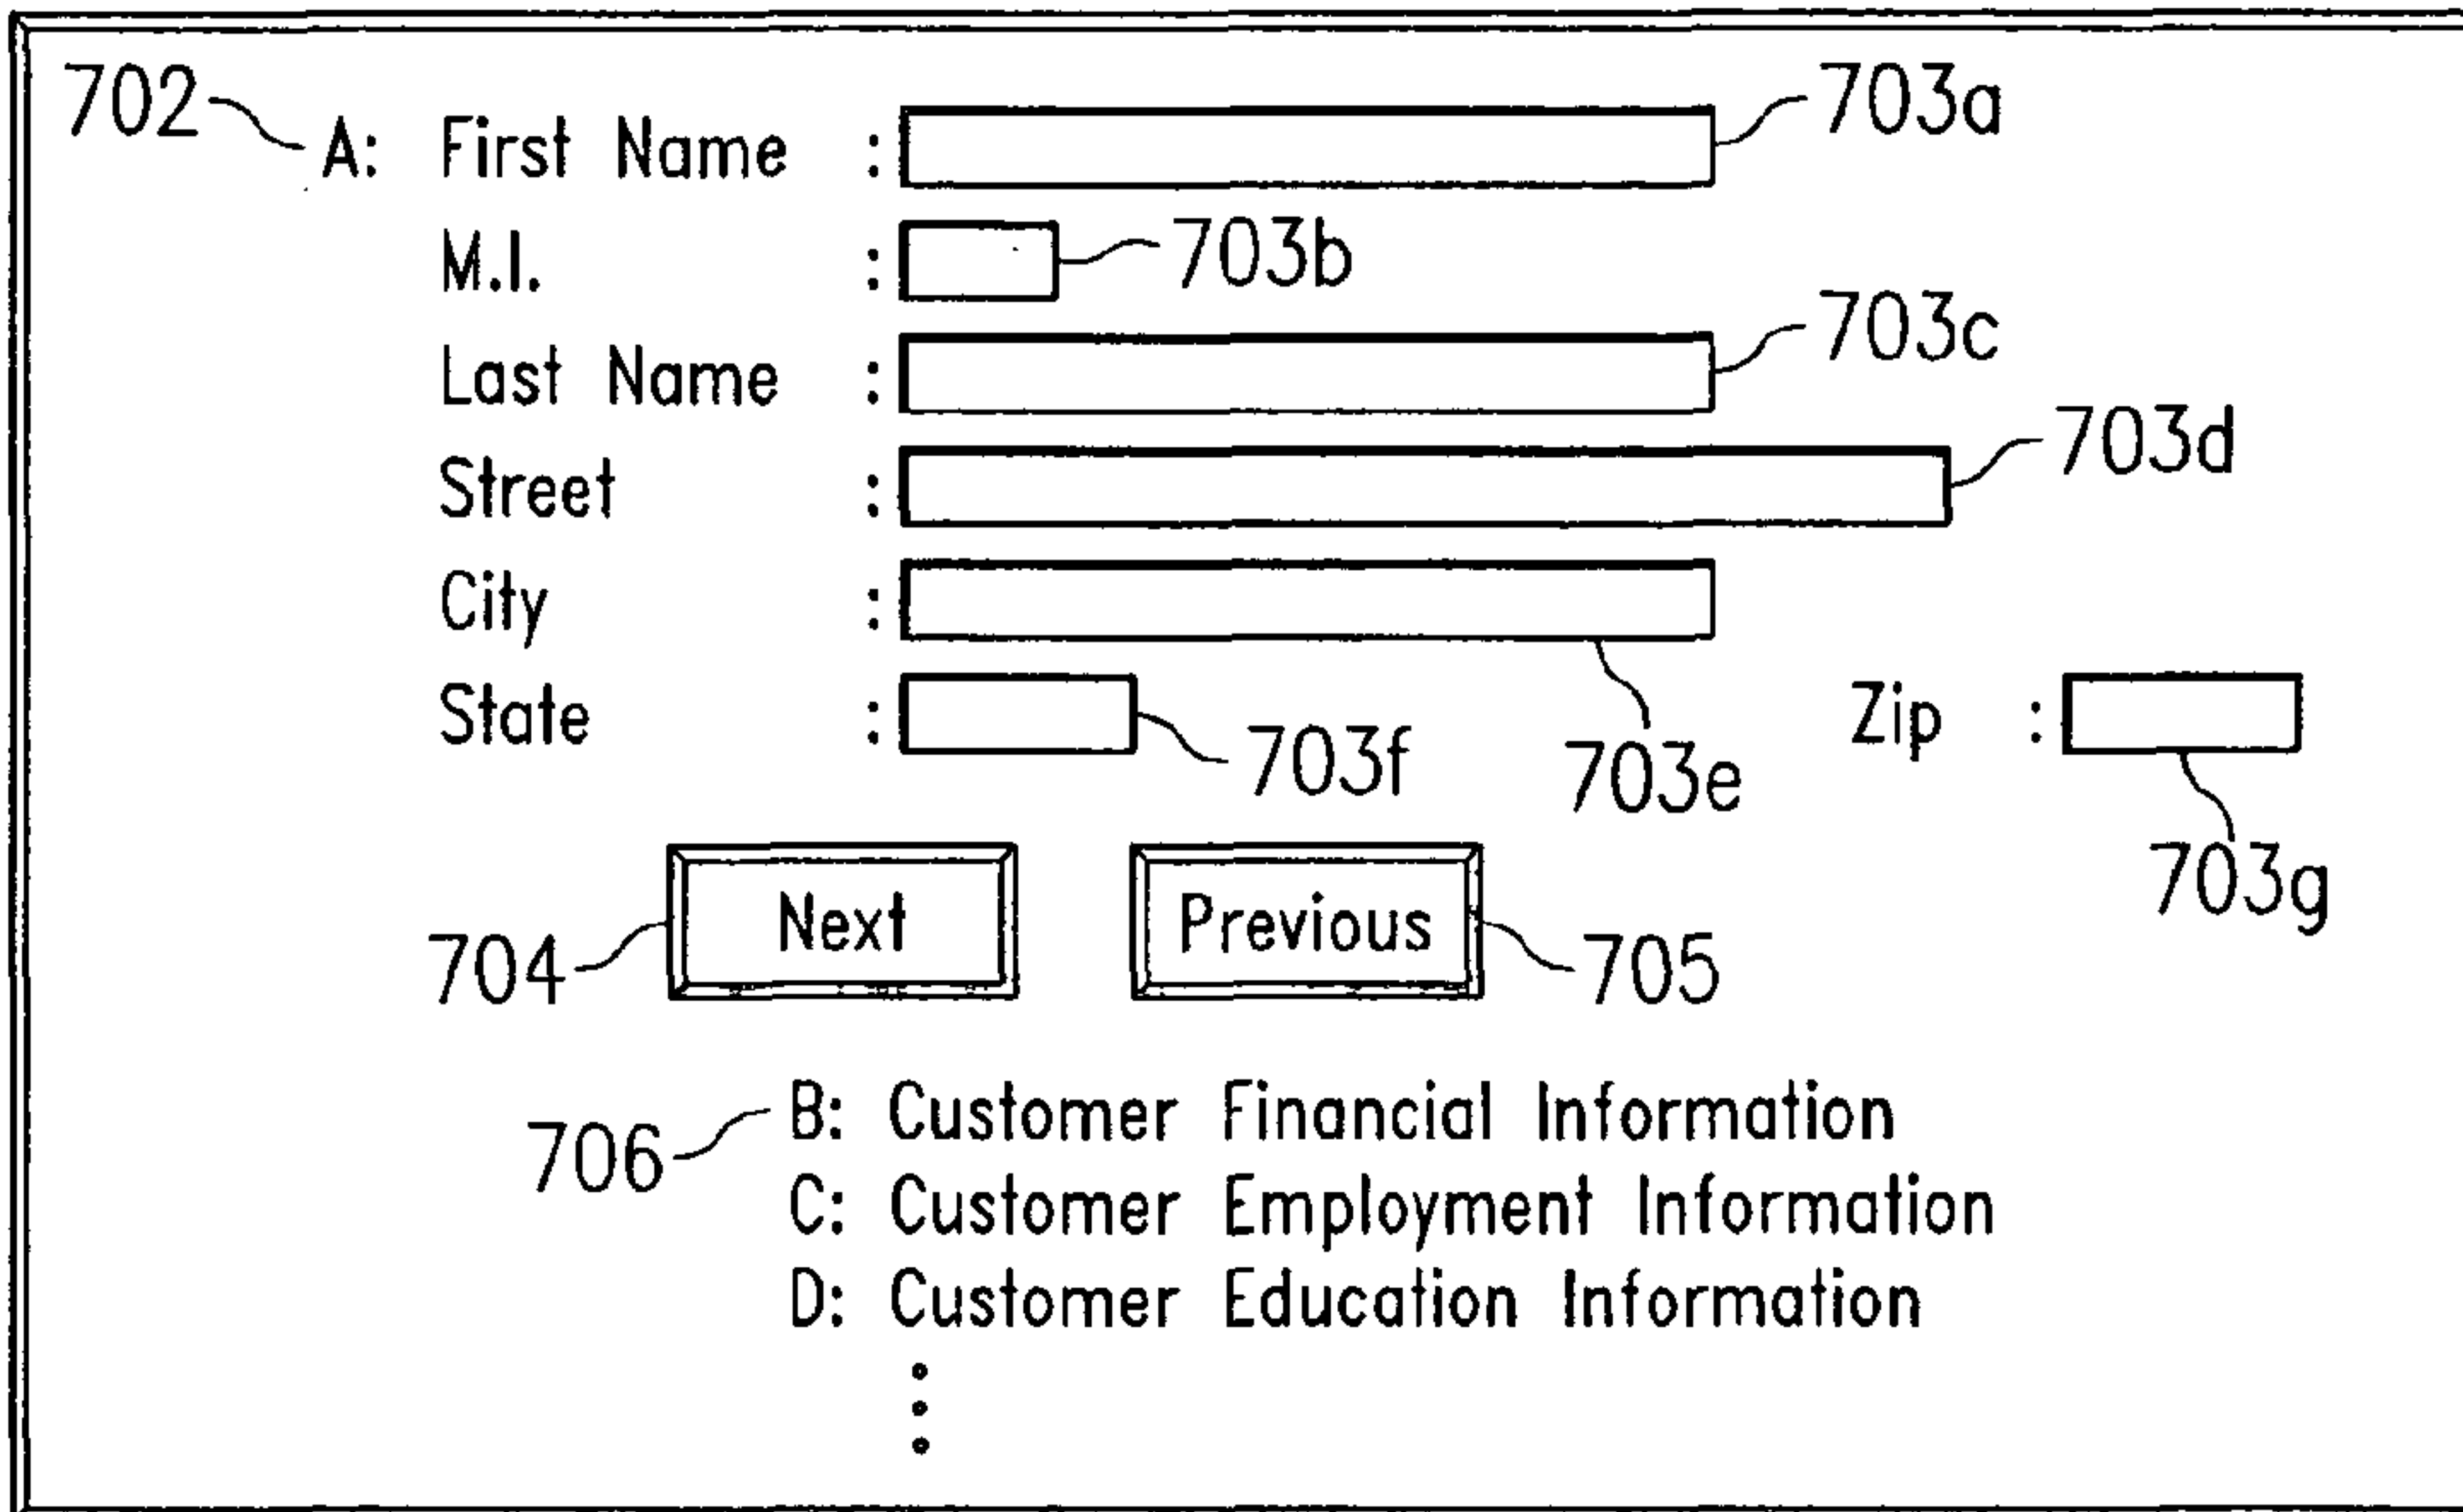 702 A: First Name : 703a
M.I. : 703b
Last Name : 703c
Street : 703d
City : 703e
State : 703f Zip : 703g
704 Next Previous 705
706 B: Customer Financial Information
C: Customer Employment Information
D: Customer Education Information